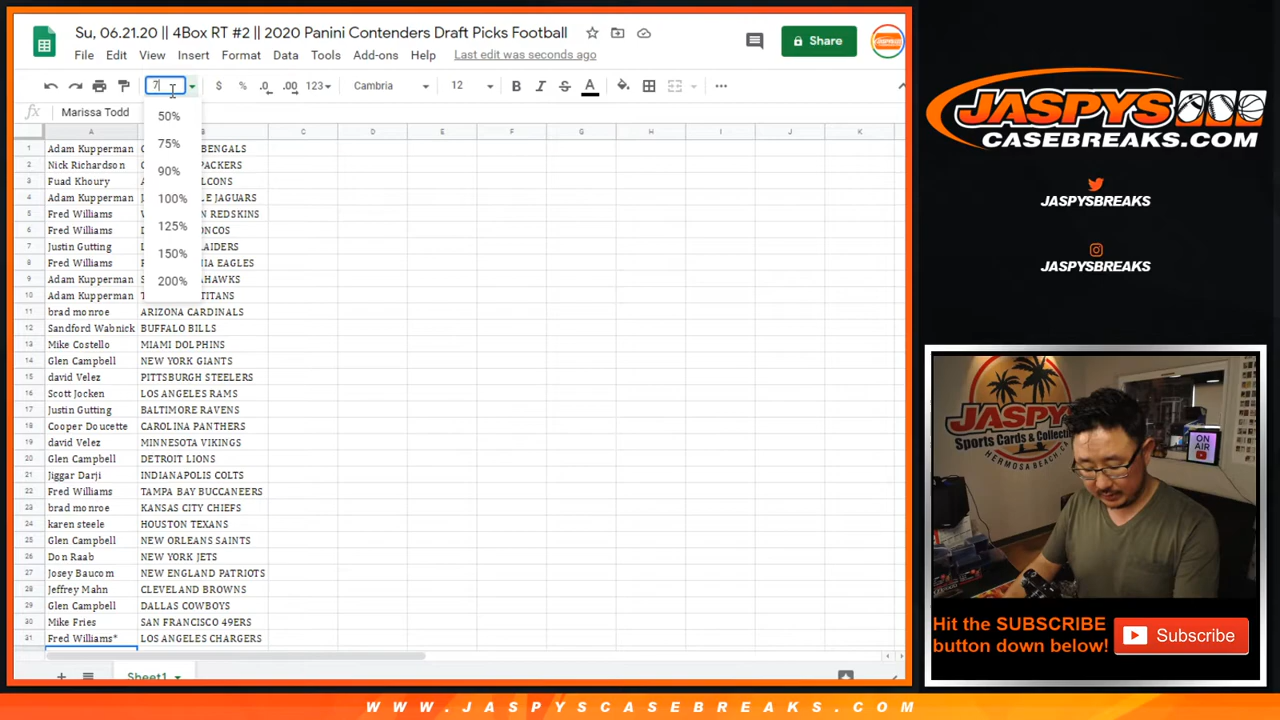 Su, 06.21.20 || 4Box RT #2 || 2020 Panini Contenders Draft Picks Football
Share
File Edit View Insert Format Data Tools Add-ons Help Last edit was seconds ago
7 $ % .0 .00 123 Cambria 12 B I S A
fx Marissa Todd
50%
75%
90%
100%
125%
150%
200%
A B C D E F G H I J K
1 Adam Kupperman BENGALS
2 Nick Richardson PACKERS
3 Fuad Khoury
4 Adam Kupperman JAGUARS
5 Fred Williams REDSKINS
6 Fred Williams
7 Justin Gutting
8 Fred Williams EAGLES
9 Adam Kupperman
10 Adam Kupperman TITANS
11 brad monroe ARIZONA CARDINALS
12 Sandford Wabnick BUFFALO BILLS
13 Mike Costello MIAMI DOLPHINS
14 Glen Campbell NEW YORK GIANTS
15 david Velez PITTSBURGH STEELERS
16 Scott Jocken LOS ANGELES RAMS
17 Justin Gutting BALTIMORE RAVENS
18 Cooper Doucette CAROLINA PANTHERS
19 david Velez MINNESOTA VIKINGS
20 Glen Campbell DETROIT LIONS
21 Jiggar Darji INDIANAPOLIS COLTS
22 Fred Williams TAMPA BAY BUCCANEERS
23 brad monroe KANSAS CITY CHIEFS
24 karen steele HOUSTON TEXANS
25 Glen Campbell NEW ORLEANS SAINTS
26 Don Raab NEW YORK JETS
27 Josey Baucom NEW ENGLAND PATRIOTS
28 Jeffrey Mahn CLEVELAND BROWNS
29 Glen Campbell DALLAS COWBOYS
30 Mike Fries SAN FRANCISCO 49ERS
31 Fred Williams* LOS ANGELES CHARGERS
Sheet1
JASPYS
CASEBREAKS.COM
JASPYSBREAKS
JASPYSBREAKS
JASPYS
Sports Cards & Collectibles
HERMOSA BEACH, CA
ON
AIR
Hit the SUBSCRIBE
button down below!
Subscribe
WWW.JASPYSCASEBREAKS.COM